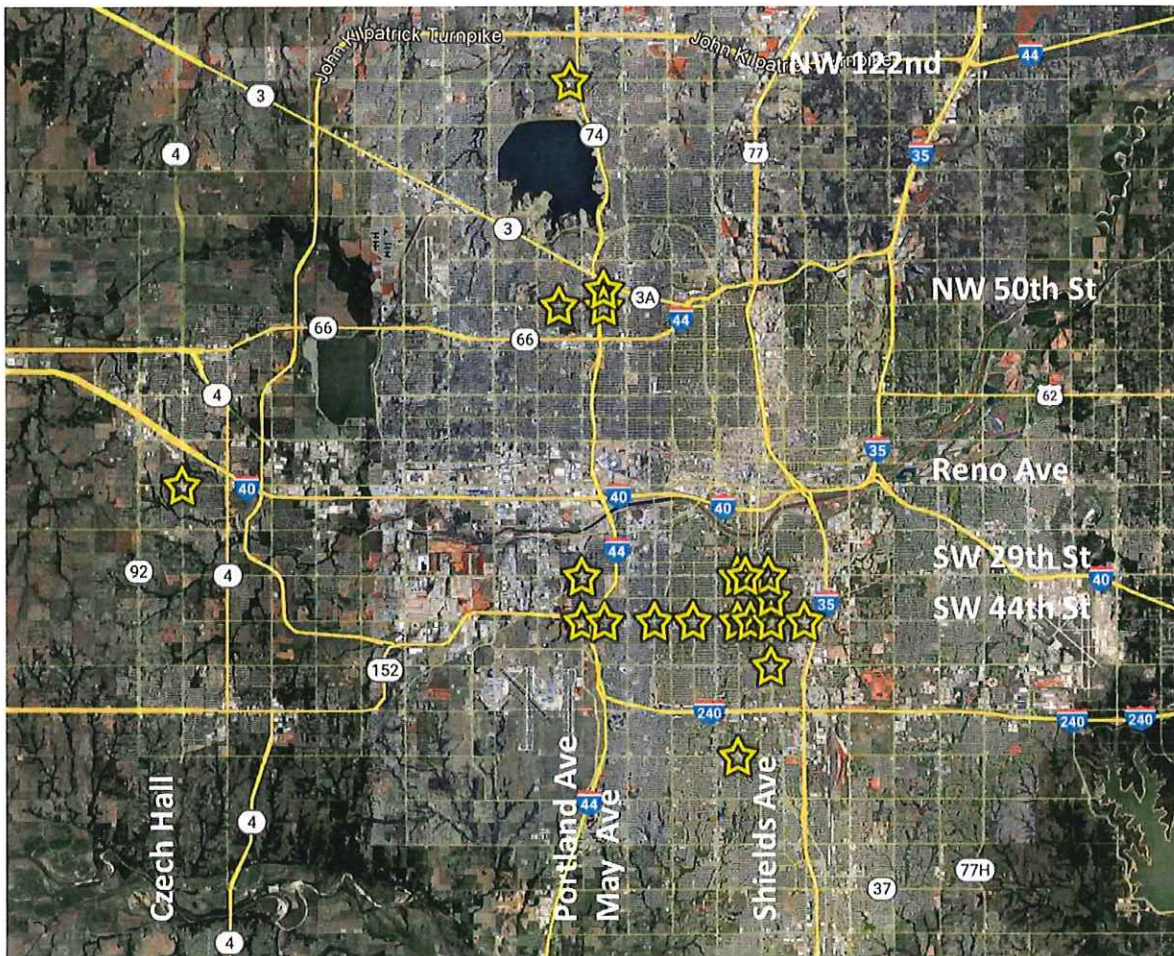 John Kilpatrick Turnpike
John Kilpatrick Turnpike
NW 122nd
44
3
74
4
77
35
3
NW 50th St
3A
44
66
66
4
62
35
Reno Ave
40
40
40
44
SW 29th St
92
4
40
SW 44th St
35
152
240
240
240
Czech Hall
Portland Ave
May Ave
Shields Ave
44
4
77H
37
4